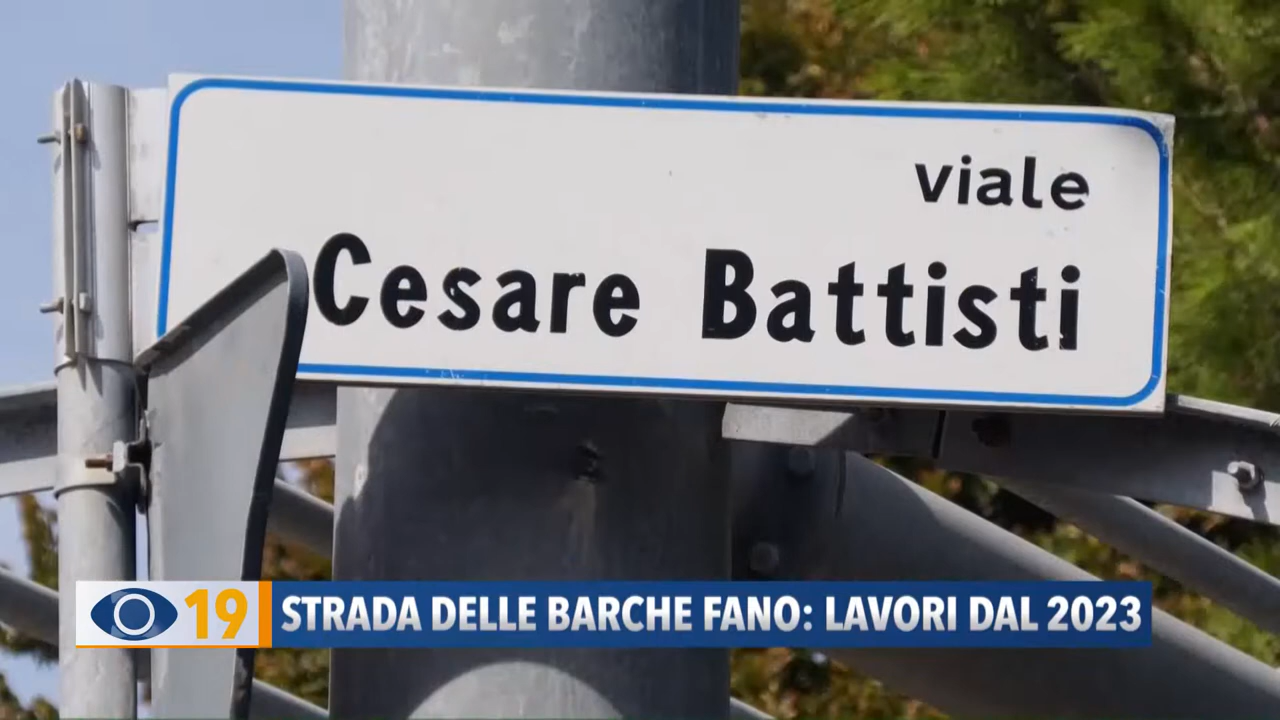 viale
Cesare Battisti
19 STRADA DELLE BARCHE FANO: LAVORI DAL 2023